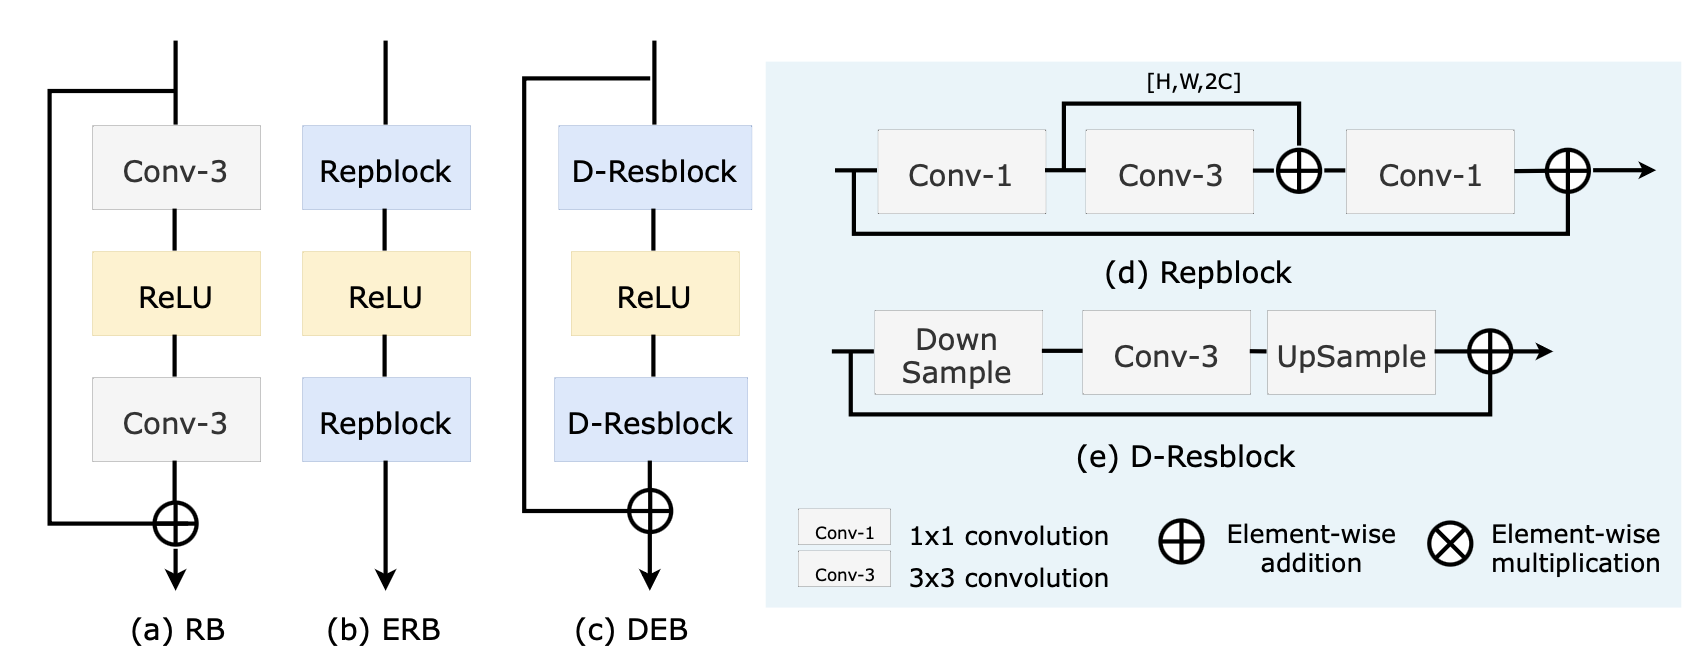 Conv-3
ReLU
Conv-3
(a) RB
Repblock
ReLU
Repblock
(b) ERB
D-Resblock
ReLU
D-Resblock
(c) DEB
[H,W,2C]
Conv-1
Conv-3
Conv-1
(d) Repblock
Down
Sample
Conv-3
UpSample
(e) D-Resblock
Conv-1
1x1 convolution
Conv-3
3x3 convolution
Element-wise
addition
Element-wise
multiplication